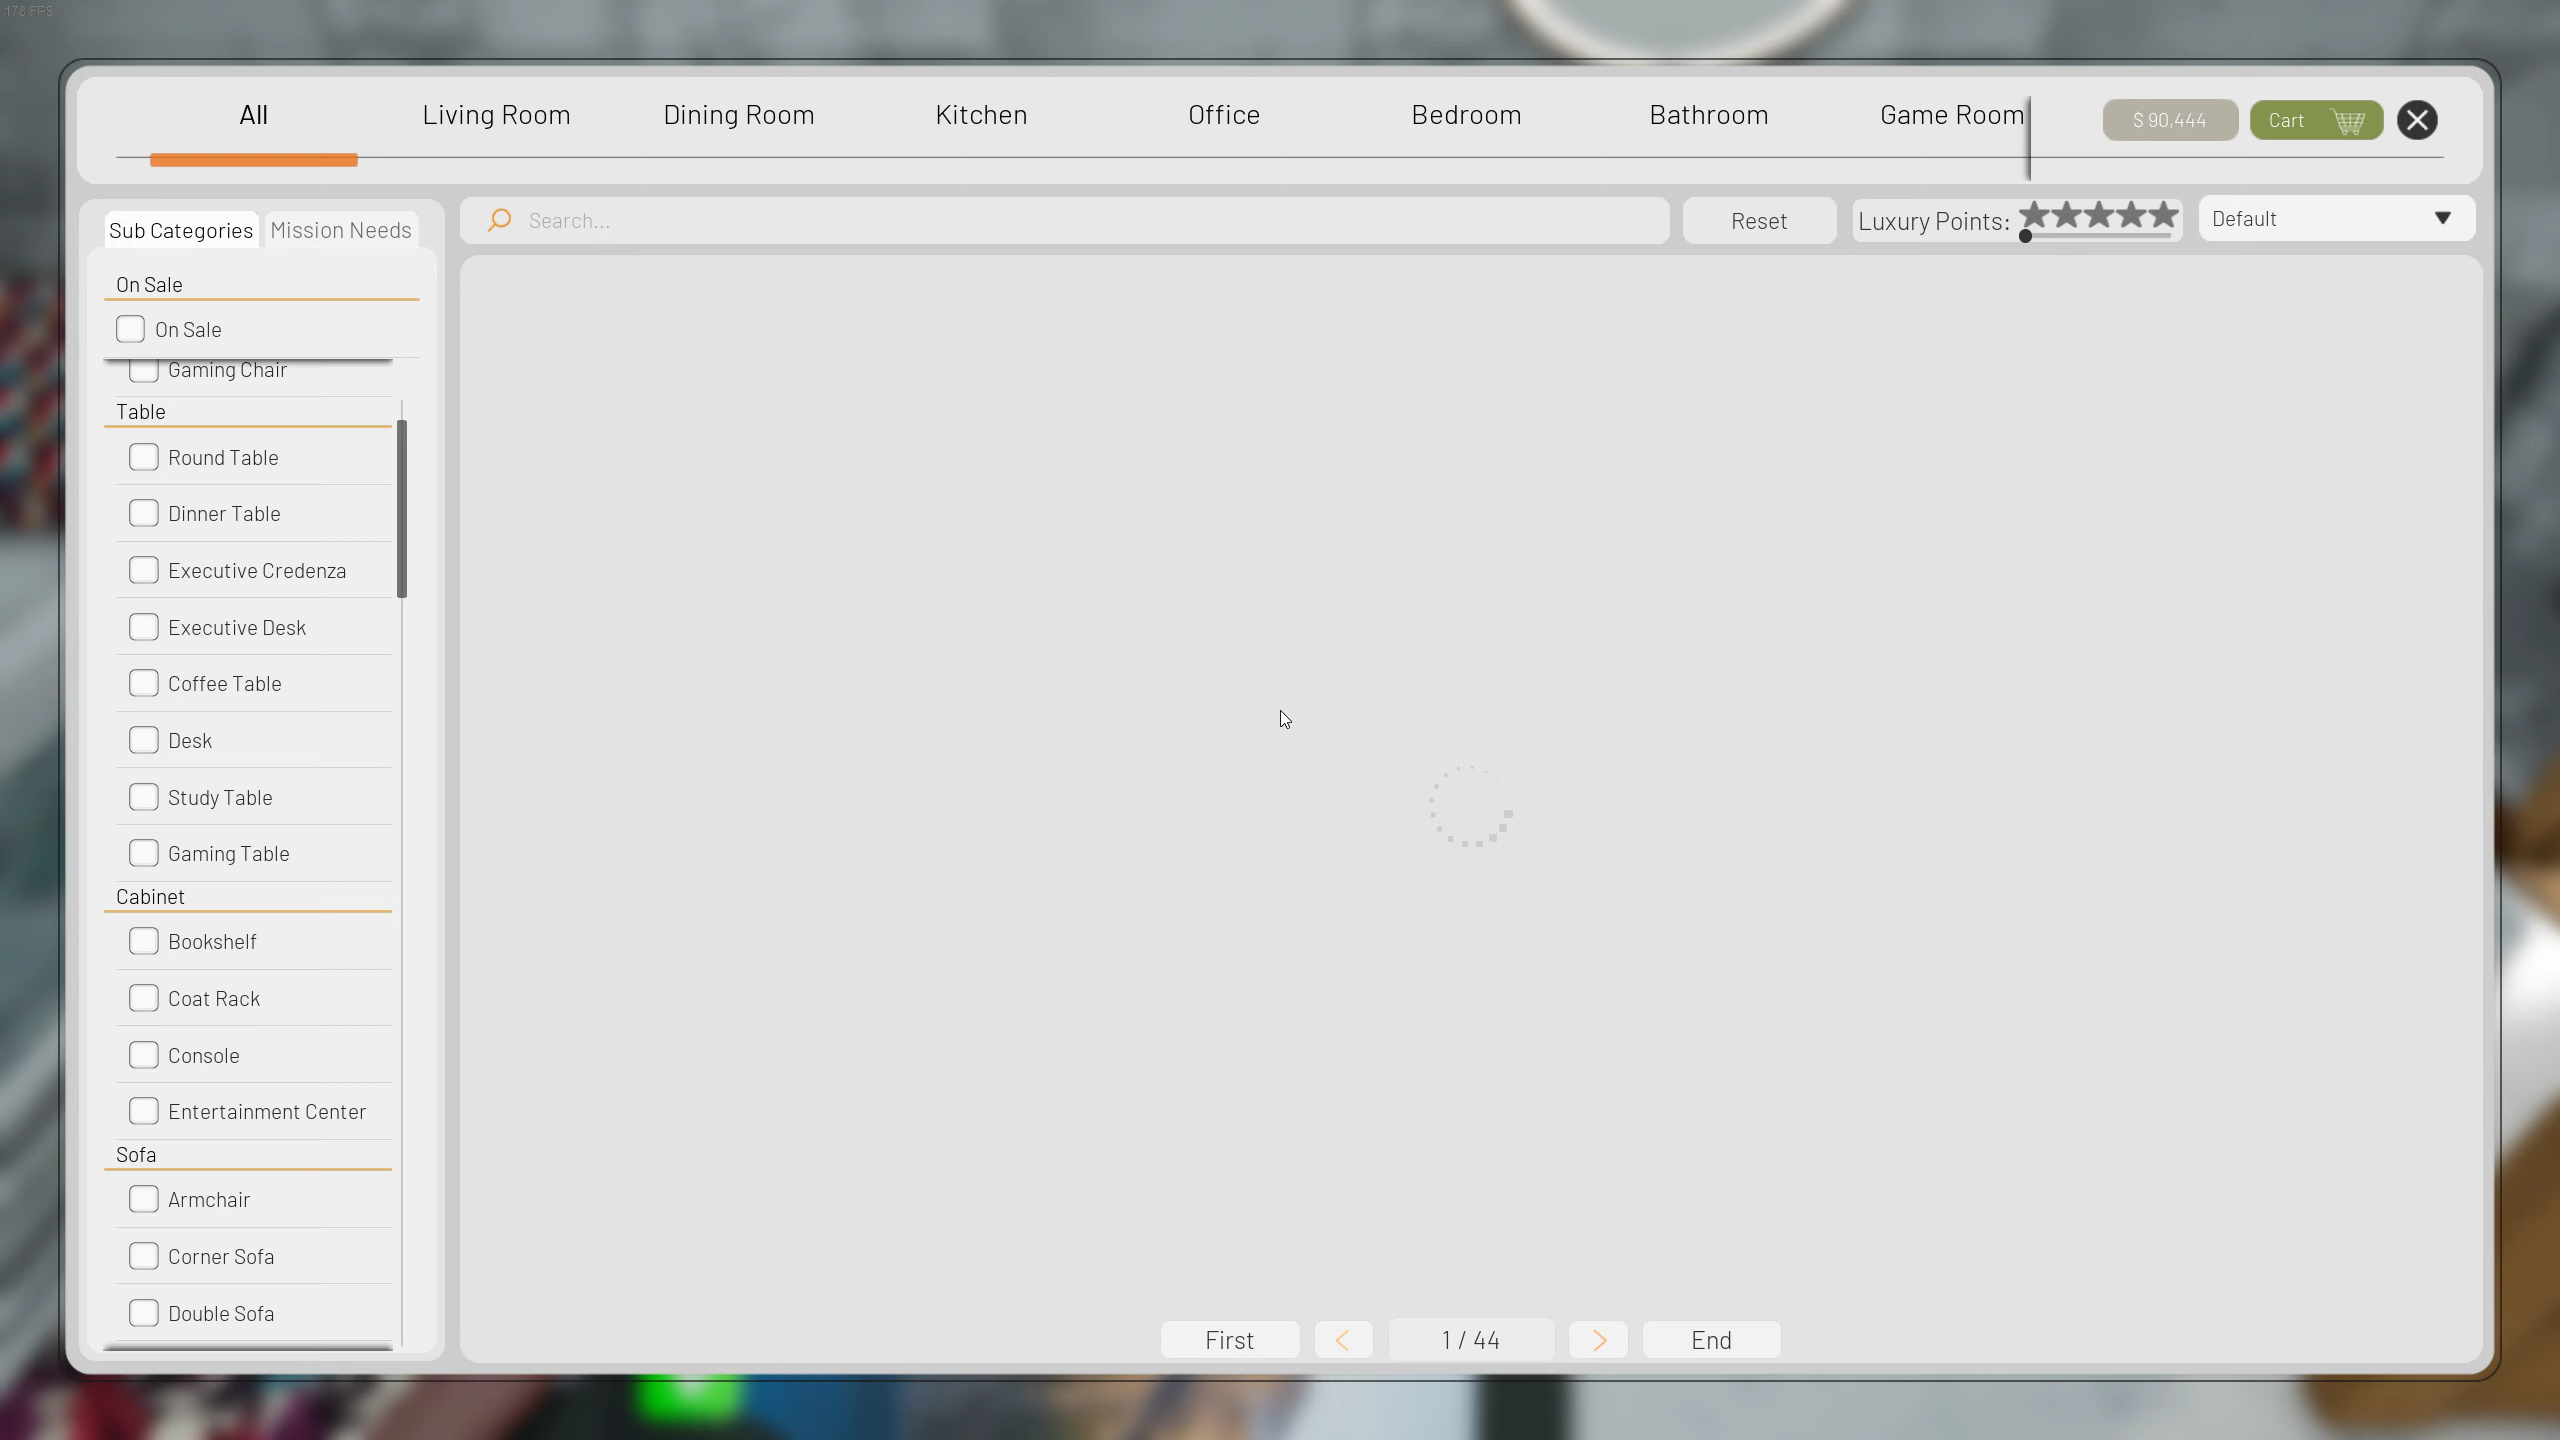 178 FPS
All
Living Room
Dining Room
Kitchen
Office
Bedroom
Bathroom
Game Room
$ 90,444
Cart
Sub Categories
Mission Needs
Search...
Reset
Luxury Points:
Default
On Sale
On Sale
Gaming Chair
Table
Round Table
Dinner Table
Executive Credenza
Executive Desk
Coffee Table
Desk
Study Table
Gaming Table
Cabinet
Bookshelf
Coat Rack
Console
Entertainment Center
Sofa
Armchair
Corner Sofa
Double Sofa
First
<
1 / 44
>
End